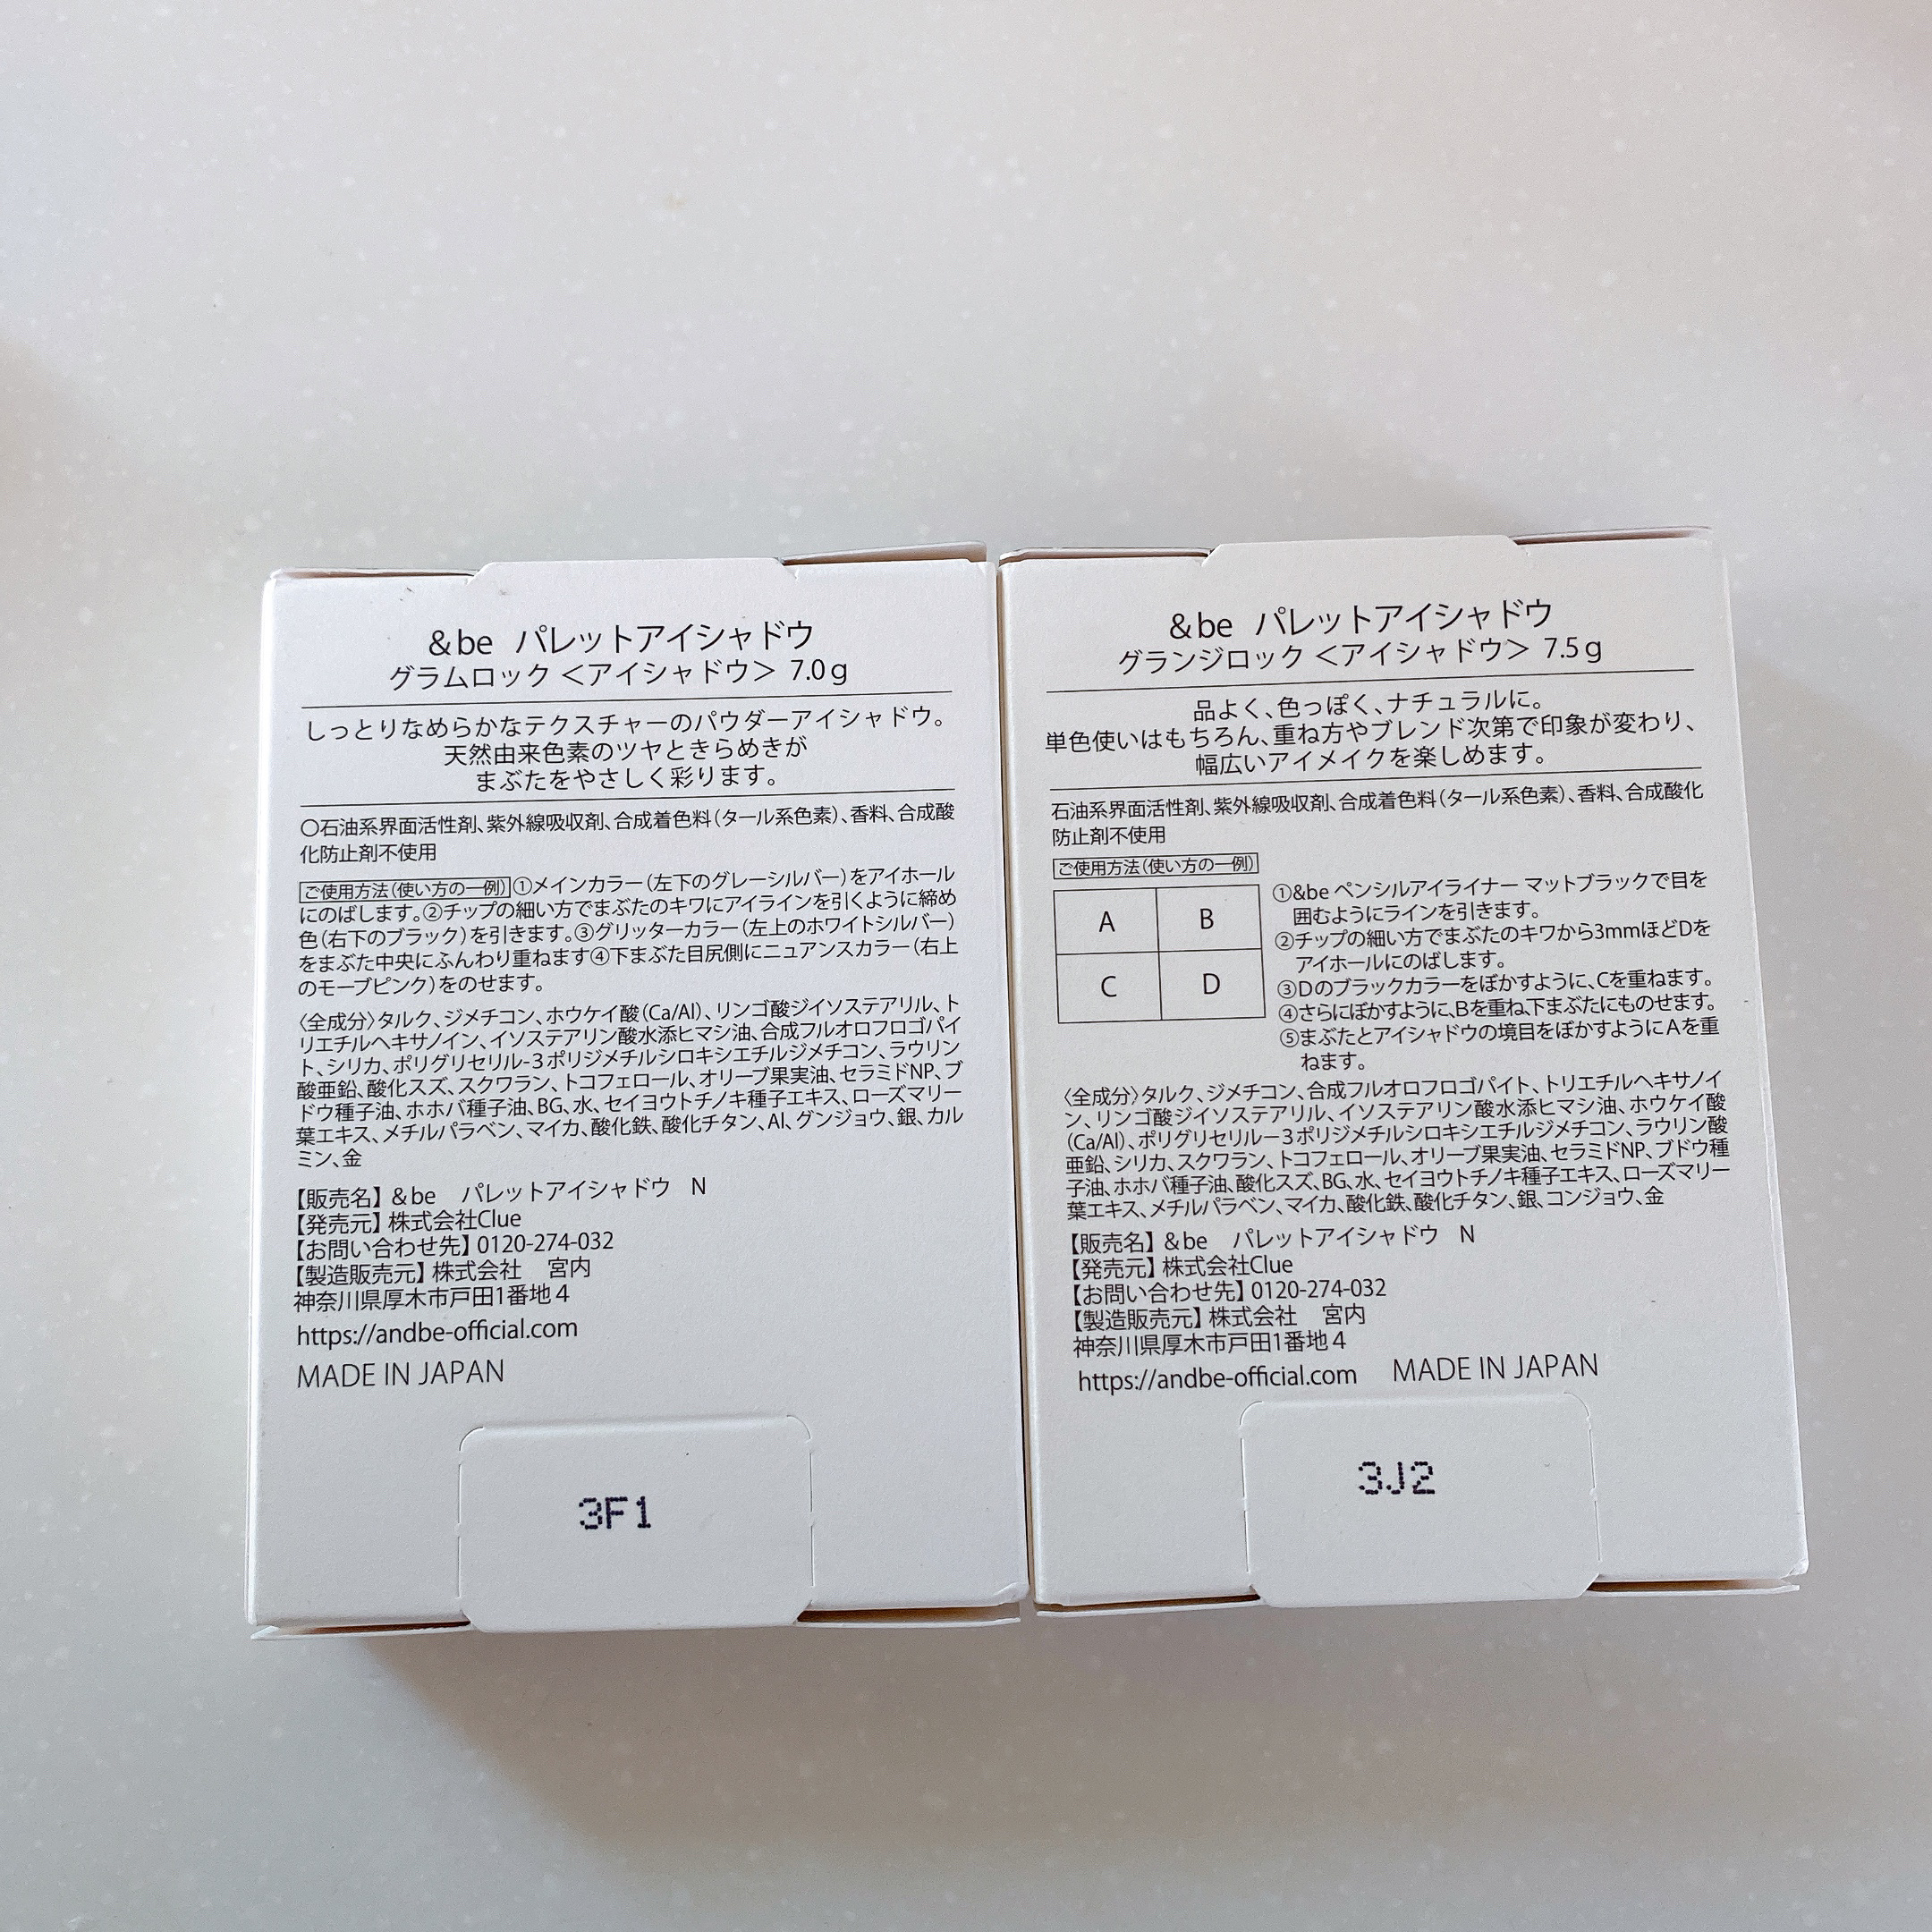 &be パレットアイシャドウ
グラムロック <アイシャドウ> 7.0g
しっとりなめらかなテクスチャーのパウダーアイシャドウ。
天然由来色素のツヤときらめきが
まぶたをやさしく彩ります。
〇石油系界面活性剤、紫外線吸収剤、合成着色料(タール系色素)、香料、合成酸
化防止剤不使用
ご使用方法(使い方の一例)①メインカラー(左下のグレーシルバー)をアイホール
にのばします。②チップの細い方でまぶたのキワにアイラインを引くように締め
色(右下のブラック)を引きます。③グリッターカラー(左上のホワイトシルバー)
をまぶた中央にふんわり重ねます④下まぶた目尻側にニュアンスカラー(右上
のモーブピンク)をのせます。
〈全成分〉タルク、ジメチコン、ホウケイ酸(Ca/Al)、リンゴ酸ジイソステアリル、ト
リエチルヘキサノイン、イソステアリン酸水添ヒマシ油、合成フルオロフロゴパイ
ト、シリカ、ポリグリセリル-3ポリジメチルシロキシエチルジメチコン、ラウリン
酸亜鉛、酸化スズ、スクワラン、トコフェロール、オリーブ果実油、セラミドNP、ブ
ドウ種子油、ホホバ種子油、BG、水、セイヨウトチノキ種子エキス、ローズマリー
葉エキス、メチルパラベン、マイカ、酸化鉄、酸化チタン、Al、グンジョウ、銀、カル
ミン、金
【販売名】&be パレットアイシャドウ N
【発売元】株式会社Clue
【お問い合わせ先】0120-274-032
【製造販売元】株式会社 宮内
神奈川県厚木市戸田1番地4
https://andbe-official.com
MADE IN JAPAN
3F1
&be パレットアイシャドウ
グランジロック <アイシャドウ> 7.5g
品よく、色っぽく、ナチュラルに。
単色使いはもちろん、重ね方やブレンド次第で印象が変わり、
幅広いアイメイクを楽しめます。
石油系界面活性剤、紫外線吸収剤、合成着色料(タール系色素)、香料、合成酸化
防止剤不使用
ご使用方法(使い方の一例)
A B
C D
①&be ペンシルアイライナー マットブラックで目を
囲むようにラインを引きます。
②チップの細い方でまぶたのキワから3mmほどDを
アイホールにのばします。
③Dのブラックカラーをぼかすように、Cを重ねます。
④さらにぼかすように、Bを重ね、下まぶたにものせます。
⑤まぶたとアイシャドウの境目をぼかすようにAを重
ねます。
〈全成分〉タルク、ジメチコン、合成フルオロフロゴパイト、トリエチルヘキサノイ
ン、リンゴ酸ジイソステアリル、イソステアリン酸水添ヒマシ油、ホウケイ酸
(Ca/Al)、ポリグリセリルー3ポリジメチルシロキシエチルジメチコン、ラウリン酸
亜鉛、シリカ、スクワラン、トコフェロール、オリーブ果実油、セラミドNP、ブドウ種
子油、ホホバ種子油、酸化スズ、BG、水、セイヨウトチノキ種子エキス、ローズマリー
葉エキス、メチルパラベン、マイカ、酸化鉄、酸化チタン、銀、コンジョウ、金
【販売名】&be パレットアイシャドウ N
【発売元】株式会社Clue
【お問い合わせ先】0120-274-032
【製造販売元】株式会社 宮内
神奈川県厚木市戸田1番地4
https://andbe-official.com MADE IN JAPAN
3J2